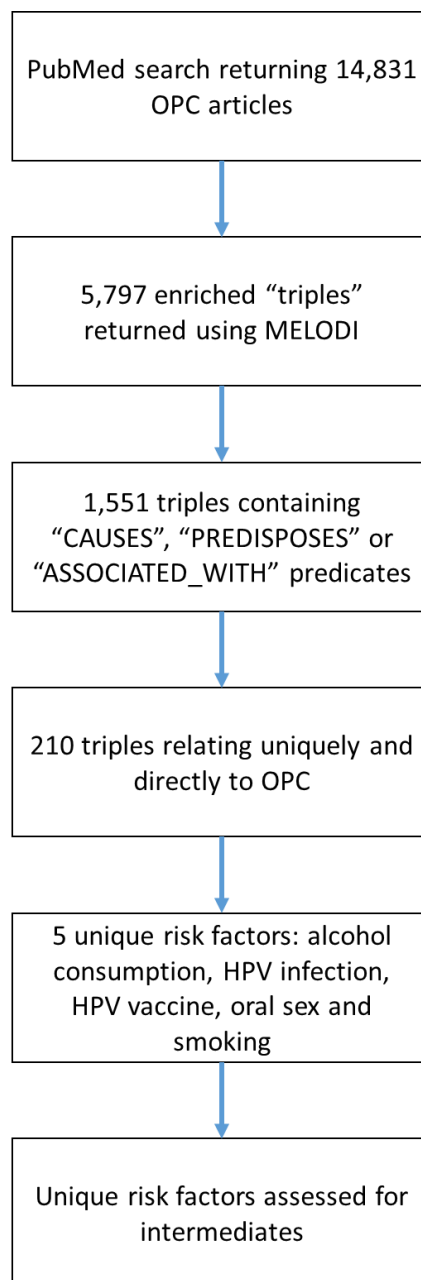 PubMed search returning 14,831
OPC articles
5,797 enriched “triples”
returned using MELODI
1,551 triples containing
“CAUSES”, “PREDISPOSES” or
“ASSOCIATED_WITH” predicates
210 triples relating uniquely and
directly to OPC
5 unique risk factors: alcohol
consumption, HPV infection,
HPV vaccine, oral sex and
smoking
Unique risk factors assessed for
intermediates